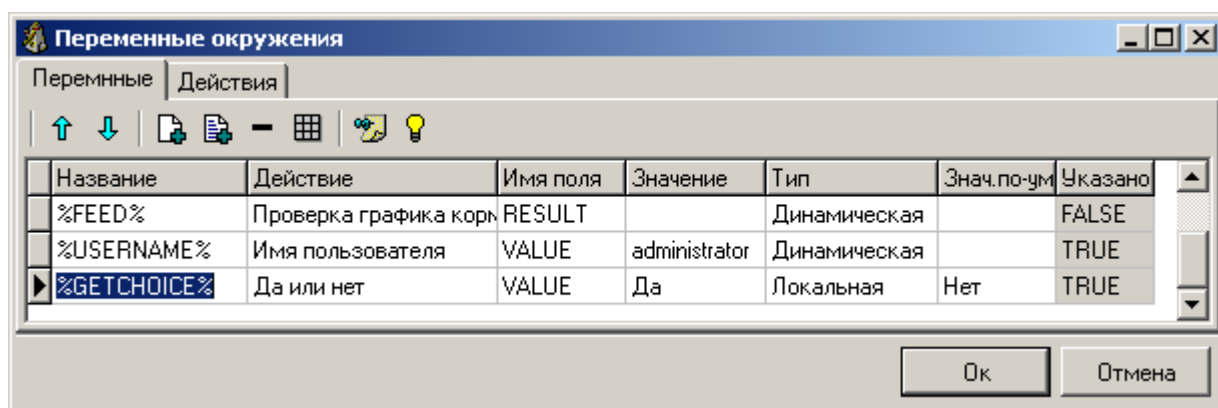 Переменные окружения
Перемнные Действия
Название Действие Имя поля Значение Тип Знач.по-ум Указано
%FEED% Проверка графика корм RESULT Динамическая FALSE
%USERNAME% Имя пользователя VALUE administrator Динамическая TRUE
%GETCHOICE% Да или нет VALUE Да Локальная Нет TRUE
Ок Отмена